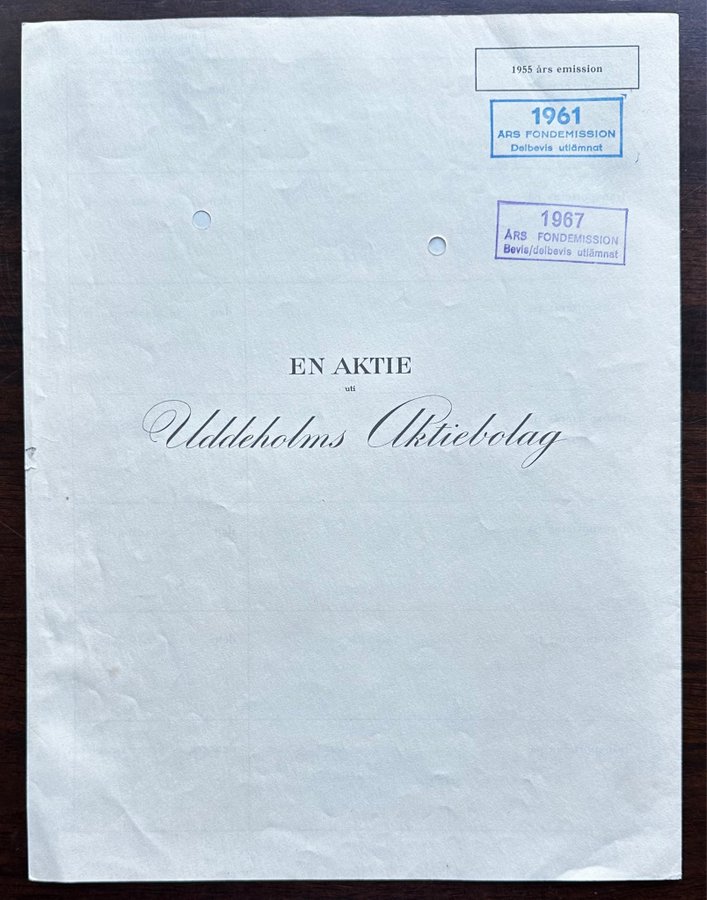 1955 års emission
1961
ÅRS FONDEMISSION
Delbevis utlämnat
1967
ÅRS FONDEMISSION
Bevis/delbevis utlämnat
EN AKTIE
uti
Uddeholms Aktiebolag